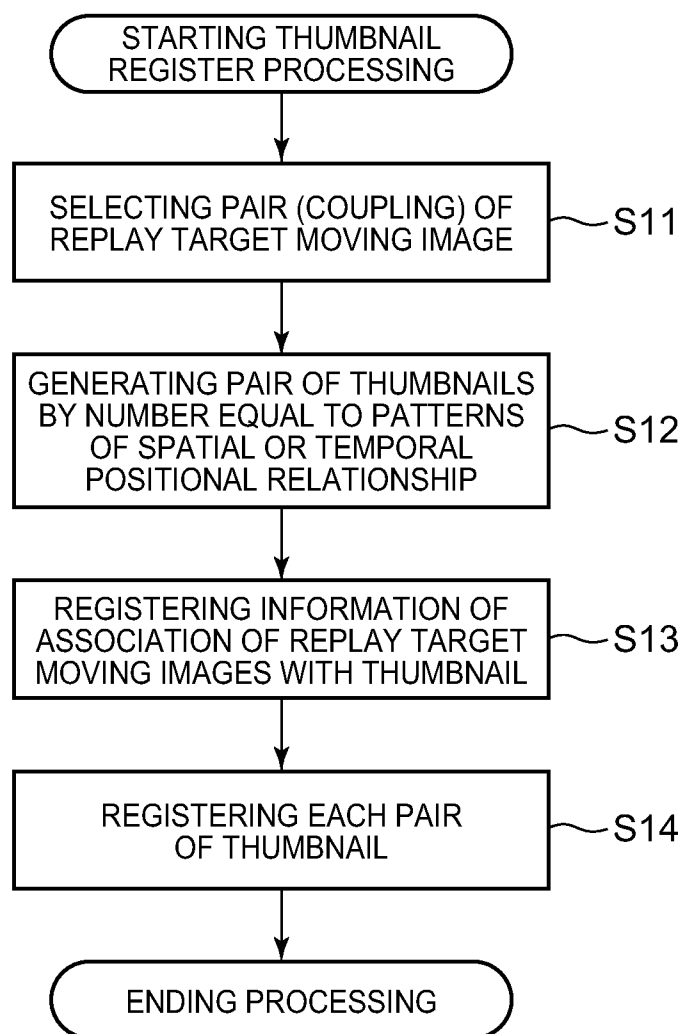 STARTING THUMBNAIL
REGISTER PROCESSING
SELECTING PAIR (COUPLING) OF
REPLAY TARGET MOVING IMAGE
S11
GENERATING PAIR OF THUMBNAILS
BY NUMBER EQUAL TO PATTERNS
OF SPATIAL OR TEMPORAL
POSITIONAL RELATIONSHIP
S12
REGISTERING INFORMATION OF
ASSOCIATION OF REPLAY TARGET
MOVING IMAGES WITH THUMBNAIL
S13
REGISTERING EACH PAIR
OF THUMBNAIL
S14
ENDING PROCESSING